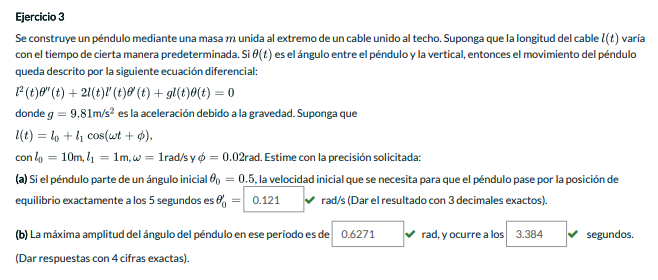 Ejercicio 3
Se construye un péndulo mediante una masa m unida al extremo de un cable unido al techo. Suponga que la longitud del cable l(t) varía
con el tiempo de cierta manera predeterminada. Si θ(t) es el ángulo entre el péndulo y la vertical, entonces el movimiento del péndulo
queda descrito por la siguiente ecuación diferencial:
l²(t)θ''(t) + 2l(t)l'(t)θ'(t) + gl(t)θ(t) = 0
donde g = 9.81m/s² es la aceleración debido a la gravedad. Suponga que
l(t) = l₀ + l₁ cos(ωt + ϕ),
con l₀ = 10m, l₁ = 1m, ω = 1rad/s y ϕ = 0.02rad. Estime con la precisión solicitada:
(a) Si el péndulo parte de un ángulo inicial θ₀ = 0.5, la velocidad inicial que se necesita para que el péndulo pase por la posición de
equilibrio exactamente a los 5 segundos es θ'₀ = 0.121 ✔ rad/s (Dar el resultado con 3 decimales exactos).
(b) La máxima amplitud del ángulo del péndulo en ese período es de 0.6271 ✔ rad, y ocurre a los 3.384 ✔ segundos.
(Dar respuestas con 4 cifras exactas).